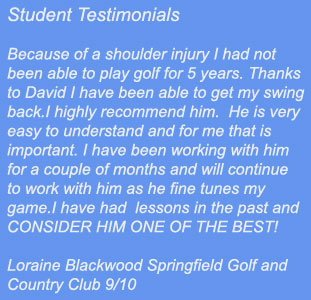 Student Testimonials
Because of a shoulder injury I had not
been able to play golf for 5 years. Thanks
to David I have been able to get my swing
back.I highly recommend him.  He is very
easy to understand and for me that is
important. I have been working with him
for a couple of months and will continue
to work with him as he fine tunes my
game.I have had  lessons in the past and
CONSIDER HIM ONE OF THE BEST!
Loraine Blackwood Springfield Golf and
Country Club 9/10